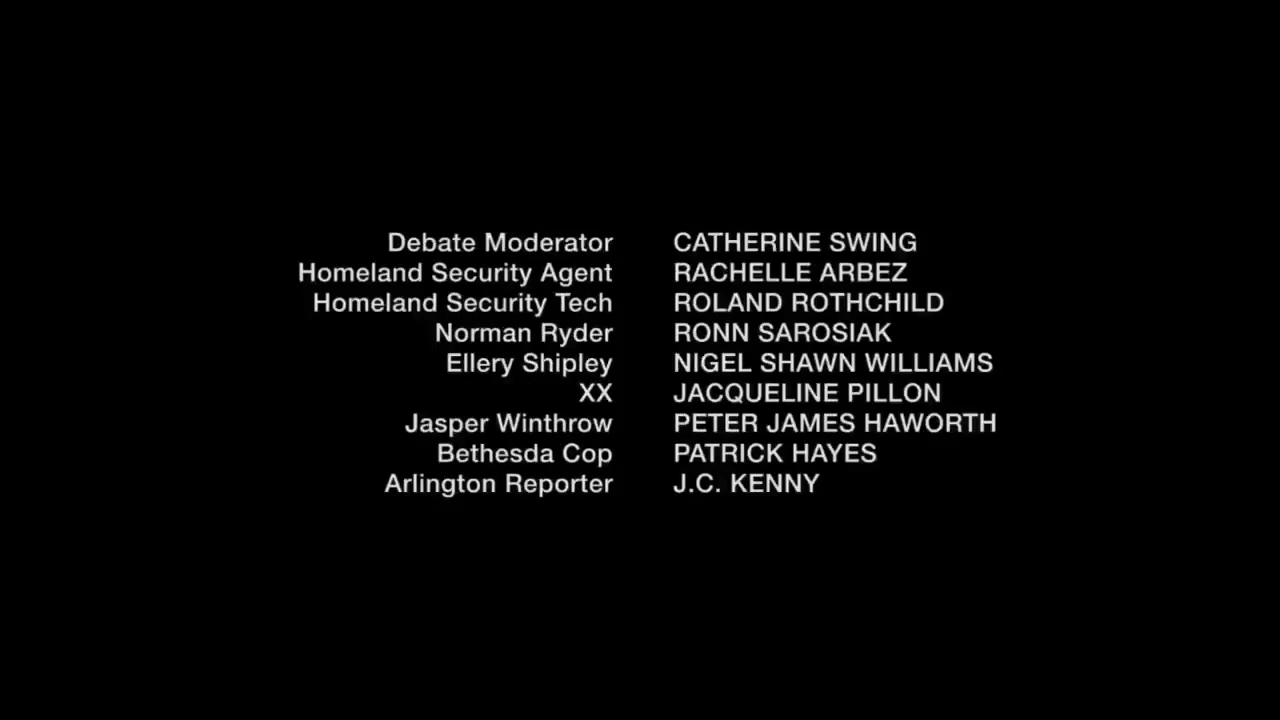 Debate Moderator CATHERINE SWING
Homeland Security Agent RACHELLE ARBEZ
Homeland Security Tech ROLAND ROTHCHILD
Norman Ryder RONN SAROSIAK
Ellery Shipley NIGEL SHAWN WILLIAMS
XX JACQUELINE PILLON
Jasper Winthrow PETER JAMES HAWORTH
Bethesda Cop PATRICK HAYES
Arlington Reporter J.C. KENNY